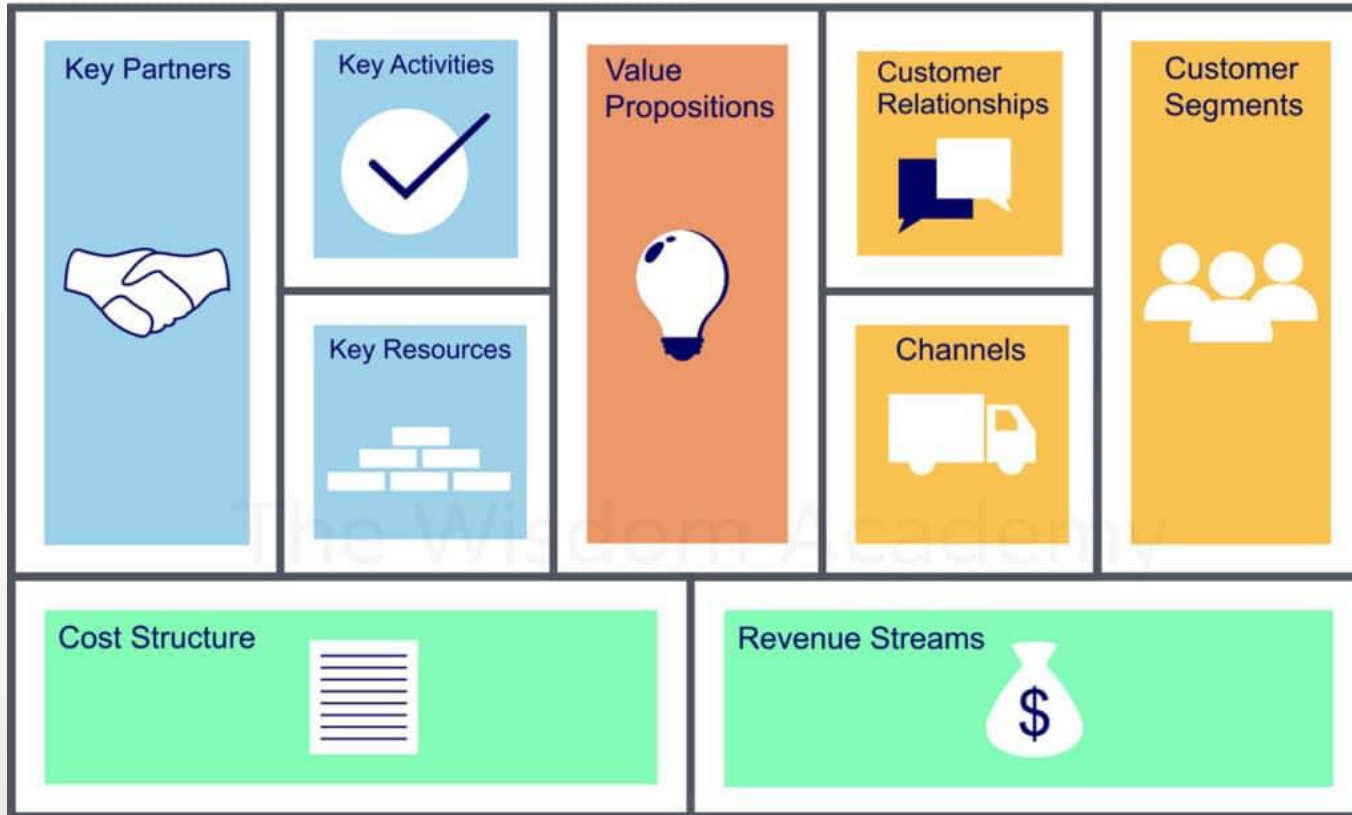 Key Partners
Key Activities
Key Resources
Value
Propositions
Customer
Relationships
Channels
Customer
Segments
The Wisdom Academy
Cost Structure
Revenue Streams
$